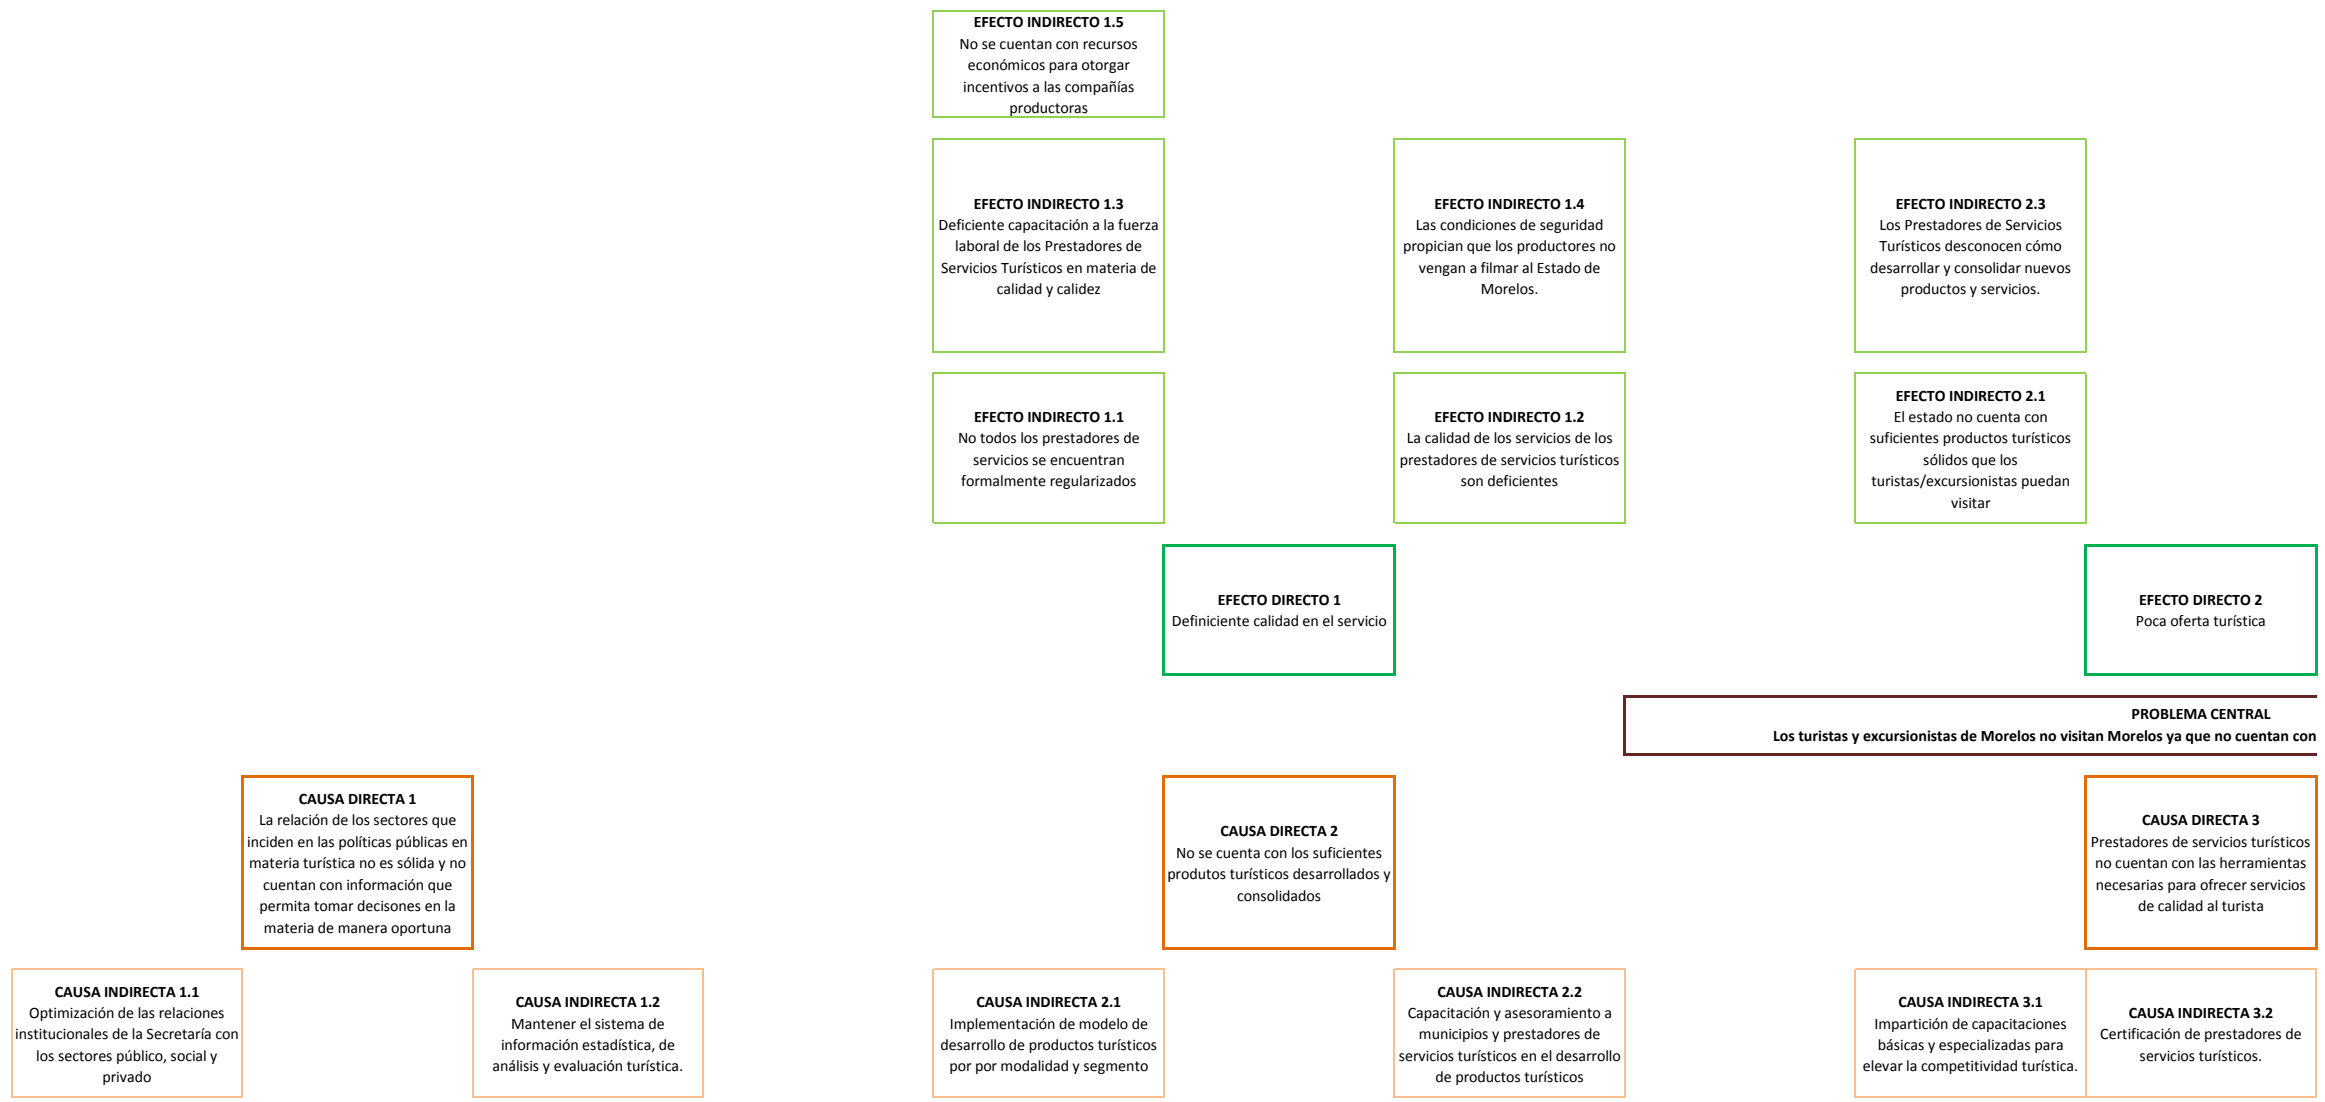 EFECTO INDIRECTO 1.5
No se cuentan con recursos
económicos para otorgar
incentivos a las compañías
productoras
EFECTO INDIRECTO 1.3
Deficiente capacitación a la fuerza
laboral de los Prestadores de
Servicios Turísticos en materia de
calidad y calidez
EFECTO INDIRECTO 1.4
Las condiciones de seguridad
propician que los productores no
vengan a filmar al Estado de
Morelos.
EFECTO INDIRECTO 2.3
Los Prestadores de Servicios
Turísticos desconocen cómo
desarrollar y consolidar nuevos
productos y servicios.
EFECTO INDIRECTO 1.1
No todos los prestadores de
servicios se encuentran
formalmente regularizados
EFECTO INDIRECTO 1.2
La calidad de los servicios de los
prestadores de servicios turísticos
son deficientes
EFECTO INDIRECTO 2.1
El estado no cuenta con
suficientes productos turísticos
sólidos que los
turistas/excursionistas puedan
visitar
EFECTO DIRECTO 1
Definiciente calidad en el servicio
EFECTO DIRECTO 2
Poca oferta turística
PROBLEMA CENTRAL
Los turistas y excursionistas de Morelos no visitan Morelos ya que no cuentan con
CAUSA DIRECTA 1
La relación de los sectores que
inciden en las políticas públicas en
materia turística no es sólida y no
cuentan con información que
permita tomar decisones en la
materia de manera oportuna
CAUSA DIRECTA 2
No se cuenta con los suficientes
produtos turísticos desarrollados y
consolidados
CAUSA DIRECTA 3
Prestadores de servicios turísticos
no cuentan con las herramientas
necesarias para ofrecer servicios
de calidad al turista
CAUSA INDIRECTA 1.1
Optimización de las relaciones
institucionales de la Secretaría con
los sectores público, social y
privado
CAUSA INDIRECTA 1.2
Mantener el sistema de
información estadística, de
análisis y evaluación turística.
CAUSA INDIRECTA 2.1
Implementación de modelo de
desarrollo de productos turísticos
por por modalidad y segmento
CAUSA INDIRECTA 2.2
Capacitación y asesoramiento a
municipios y prestadores de
servicios turísticos en el desarrollo
de productos turísticos
CAUSA INDIRECTA 3.1
Impartición de capacitaciones
básicas y especializadas para
elevar la competitividad turística.
CAUSA INDIRECTA 3.2
Certificación de prestadores de
servicios turísticos.